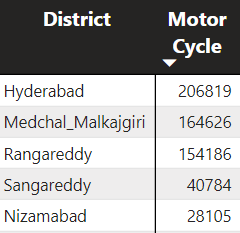 District Motor Cycle
Hyderabad 206819
Medchal_Malkajgiri 164626
Rangareddy 154186
Sangareddy 40784
Nizamabad 28105